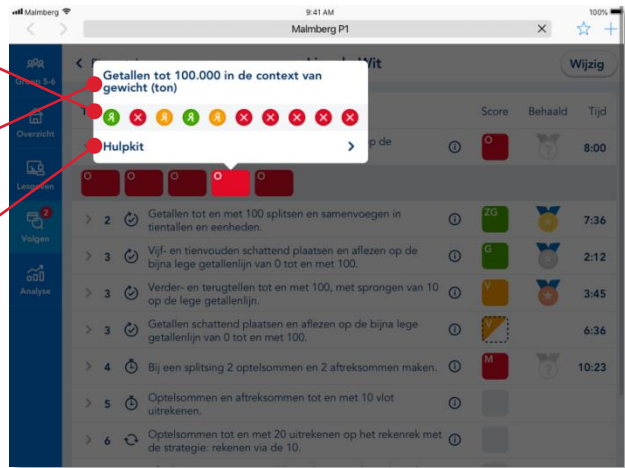 Malmberg
9:41 AM
100%
Malmberg P1
Groep 5-6
Wit
Wijzig
Getallen tot 100.000 in de context van
gewicht (ton)
Hulpkit
Score Behaald Tijd
Overzicht
op de
O
?
8:00
O O O O O
Lesgeven
2
Volgen
Analyse
2 Getallen tot en met 100 splitsen en samenvoegen in
tientallen en eenheden.
ZG
7:36
3 Vijf- en tienvouden schattend plaatsen en aflezen op de
bijna lege getallenlijn van 0 tot en met 100.
G
2:12
3 Verder- en terugtellen tot en met 100, met sprongen van 10
op de lege getallenlijn.
V
3:45
3 Getallen schattend plaatsen en aflezen op de bijna lege
getallenlijn van 0 tot en met 100.
V
6:36
4 Bij een splitsing 2 optelsommen en 2 aftreksommen maken.
M
?
10:23
5 Optelsommen en aftreksommen tot en met 10 vlot
uitrekenen.
6 Optelsommen tot en met 20 uitrekenen op het rekenrek met
de strategie: rekenen via de 10.